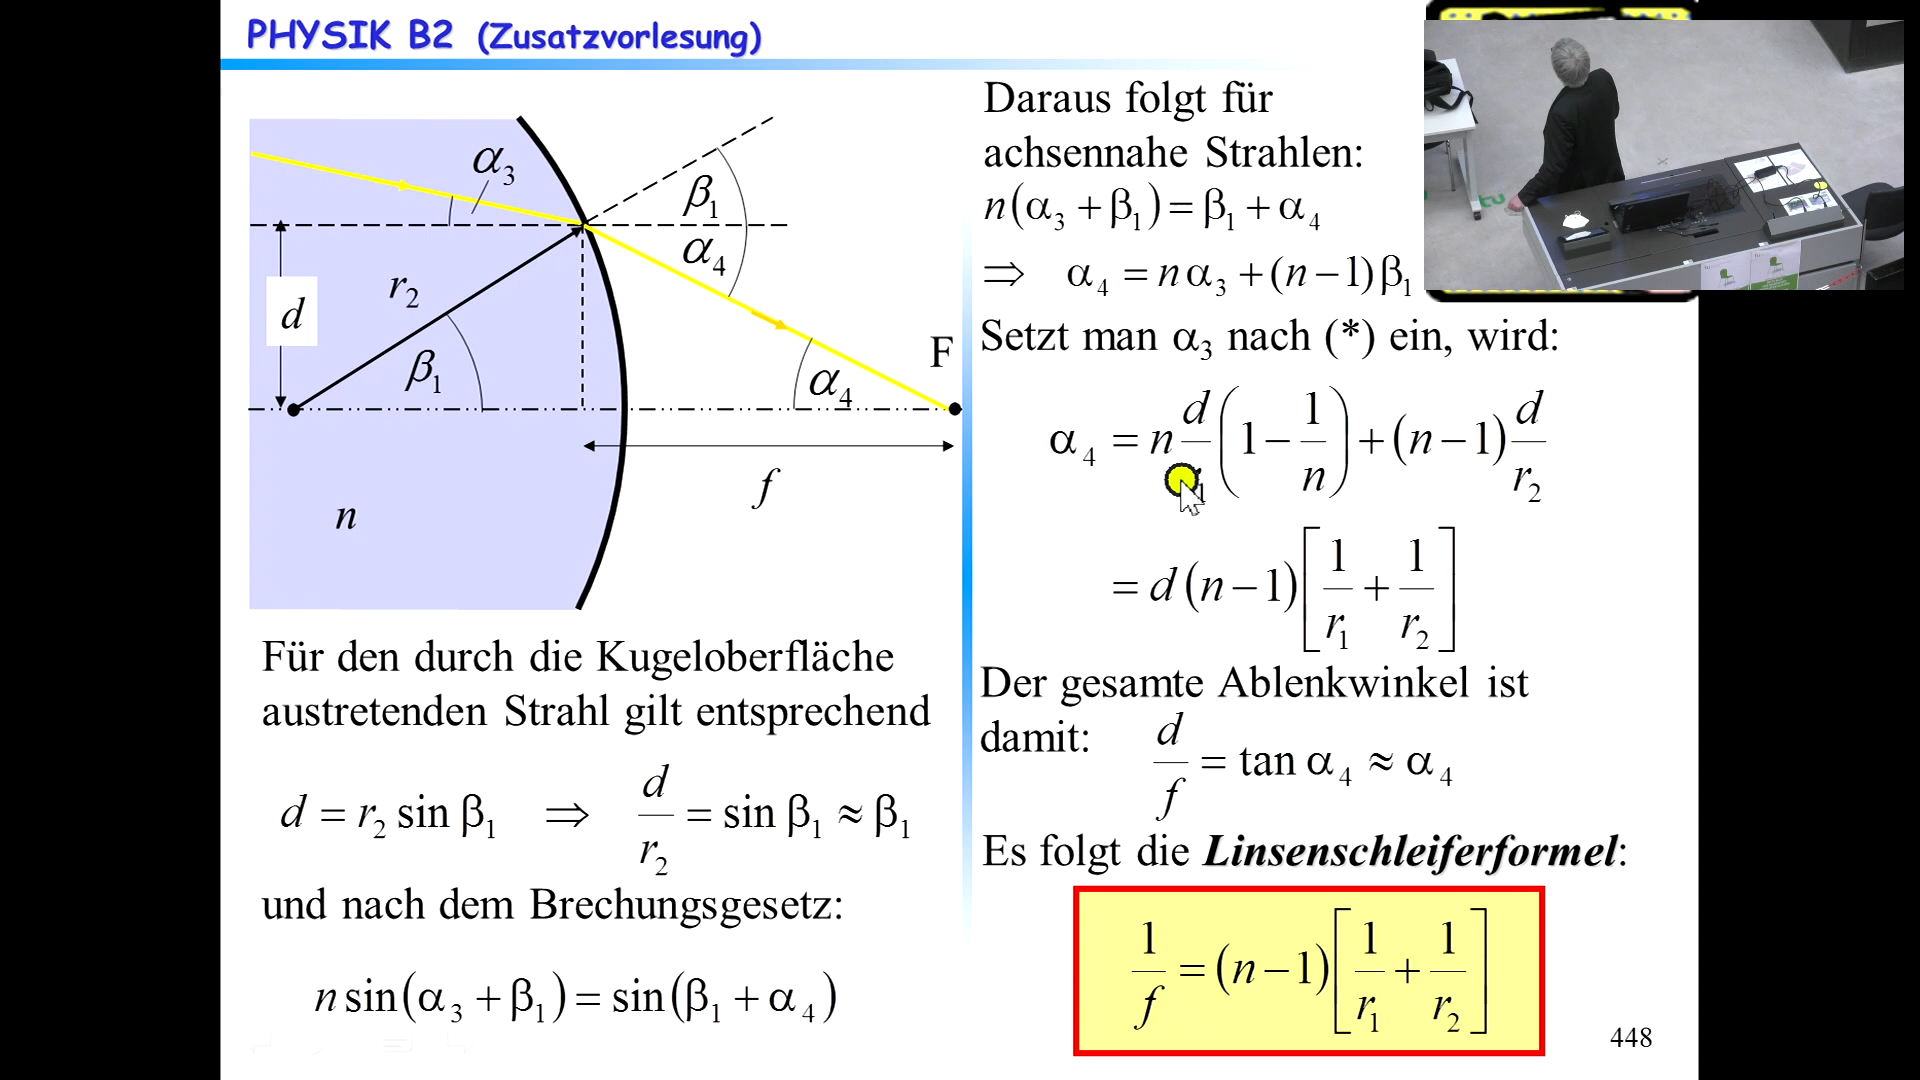 PHYSIK B2 (Zusatzvorlesung)
α₃
β₁
α₄
r₂
d
β₁
α₄
F
f
n
Für den durch die Kugeloberfläche
austretenden Strahl gilt entsprechend
d = r₂ sin β₁ ⇒ d/r₂ = sin β₁ ≈ β₁
und nach dem Brechungsgesetz:
n sin(α₃ + β₁) = sin(β₁ + α₄)
Daraus folgt für
achsennahe Strahlen:
n(α₃ + β₁) = β₁ + α₄
⇒ α₄ = n α₃ + (n − 1) β₁
Setzt man α₃ nach (*) ein, wird:
α₄ = n d/₁ (1 − 1/n) + (n − 1) d/r₂
= d (n − 1) [1/r₁ + 1/r₂]
Der gesamte Ablenkwinkel ist
damit: d/f = tan α₄ ≈ α₄
Es folgt die Linsenschleiferformel:
1/f = (n − 1) [1/r₁ + 1/r₂]
448